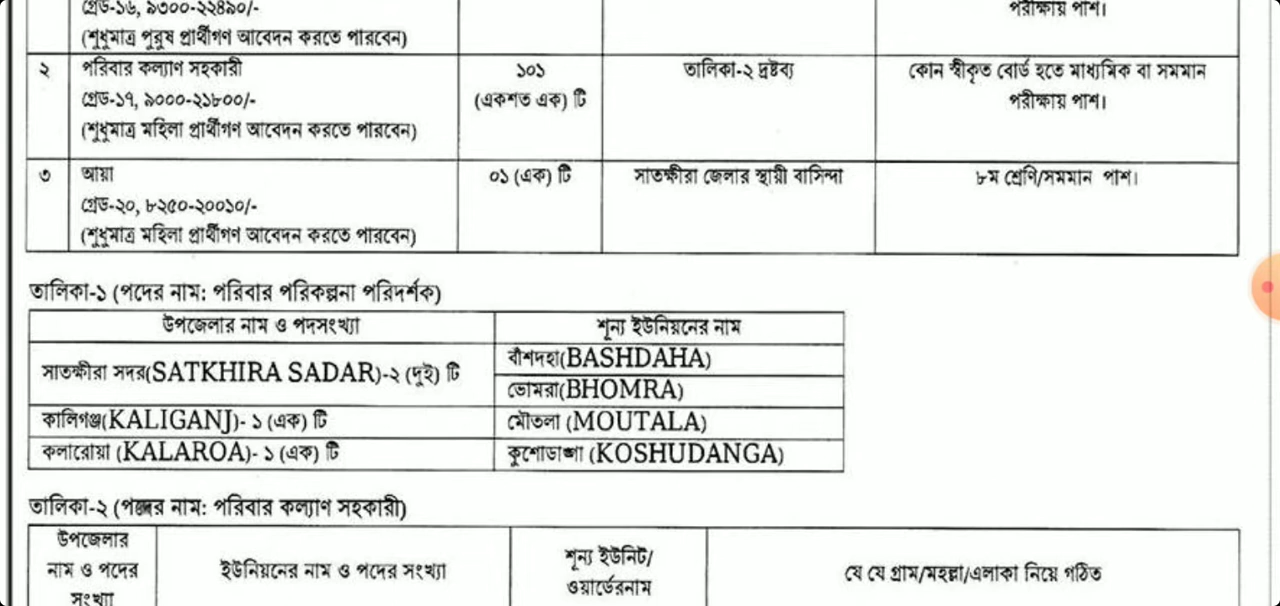 গ্রেড-১৬, ৯৩০০-২২৪৯০/-
পরীক্ষায় পাশ।
(শুধুমাত্র পুরুষ প্রার্থীগণ আবেদন করতে পারবেন)
২
পরিবার কল্যাণ সহকারী
গ্রেড-১৭, ৯০০০-২১৮০০/-
(শুধুমাত্র মহিলা প্রার্থীগণ আবেদন করতে পারবেন)
১০১
(একশত এক) টি
তালিকা-২ দ্রষ্টব্য
কোন স্বীকৃত বোর্ড হতে মাধ্যমিক বা সমমান
পরীক্ষায় পাশ।
৩
আয়া
গ্রেড-২০, ৮২৫০-২০০১০/-
(শুধুমাত্র মহিলা প্রার্থীগণ আবেদন করতে পারবেন)
০১ (এক) টি
সাতক্ষীরা জেলার স্থায়ী বাসিন্দা
৮ম শ্রেণি/সমমান পাশ।
তালিকা-১ (পদের নাম: পরিবার পরিকল্পনা পরিদর্শক)
উপজেলার নাম ও পদসংখ্যা
শূন্য ইউনিয়নের নাম
সাতক্ষীরা সদর(SATKHIRA SADAR)-২ (দুই) টি
বাঁশদহা(BASHDAHA)
ভোমরা(BHOMRA)
কালিগঞ্জ(KALIGANJ)- ১ (এক) টি
মৌতলা (MOUTALA)
কলারোয়া (KALAROA)- ১ (এক) টি
কুশোডাঙ্গা (KOSHUDANGA)
তালিকা-২ (পদের নাম: পরিবার কল্যাণ সহকারী)
উপজেলার
নাম ও পদের
সংখ্যা
ইউনিয়নের নাম ও পদের সংখ্যা
শূন্য ইউনিট/
ওয়ার্ডেরনাম
যে যে গ্রাম/মহল্লা/এলাকা নিয়ে গঠিত